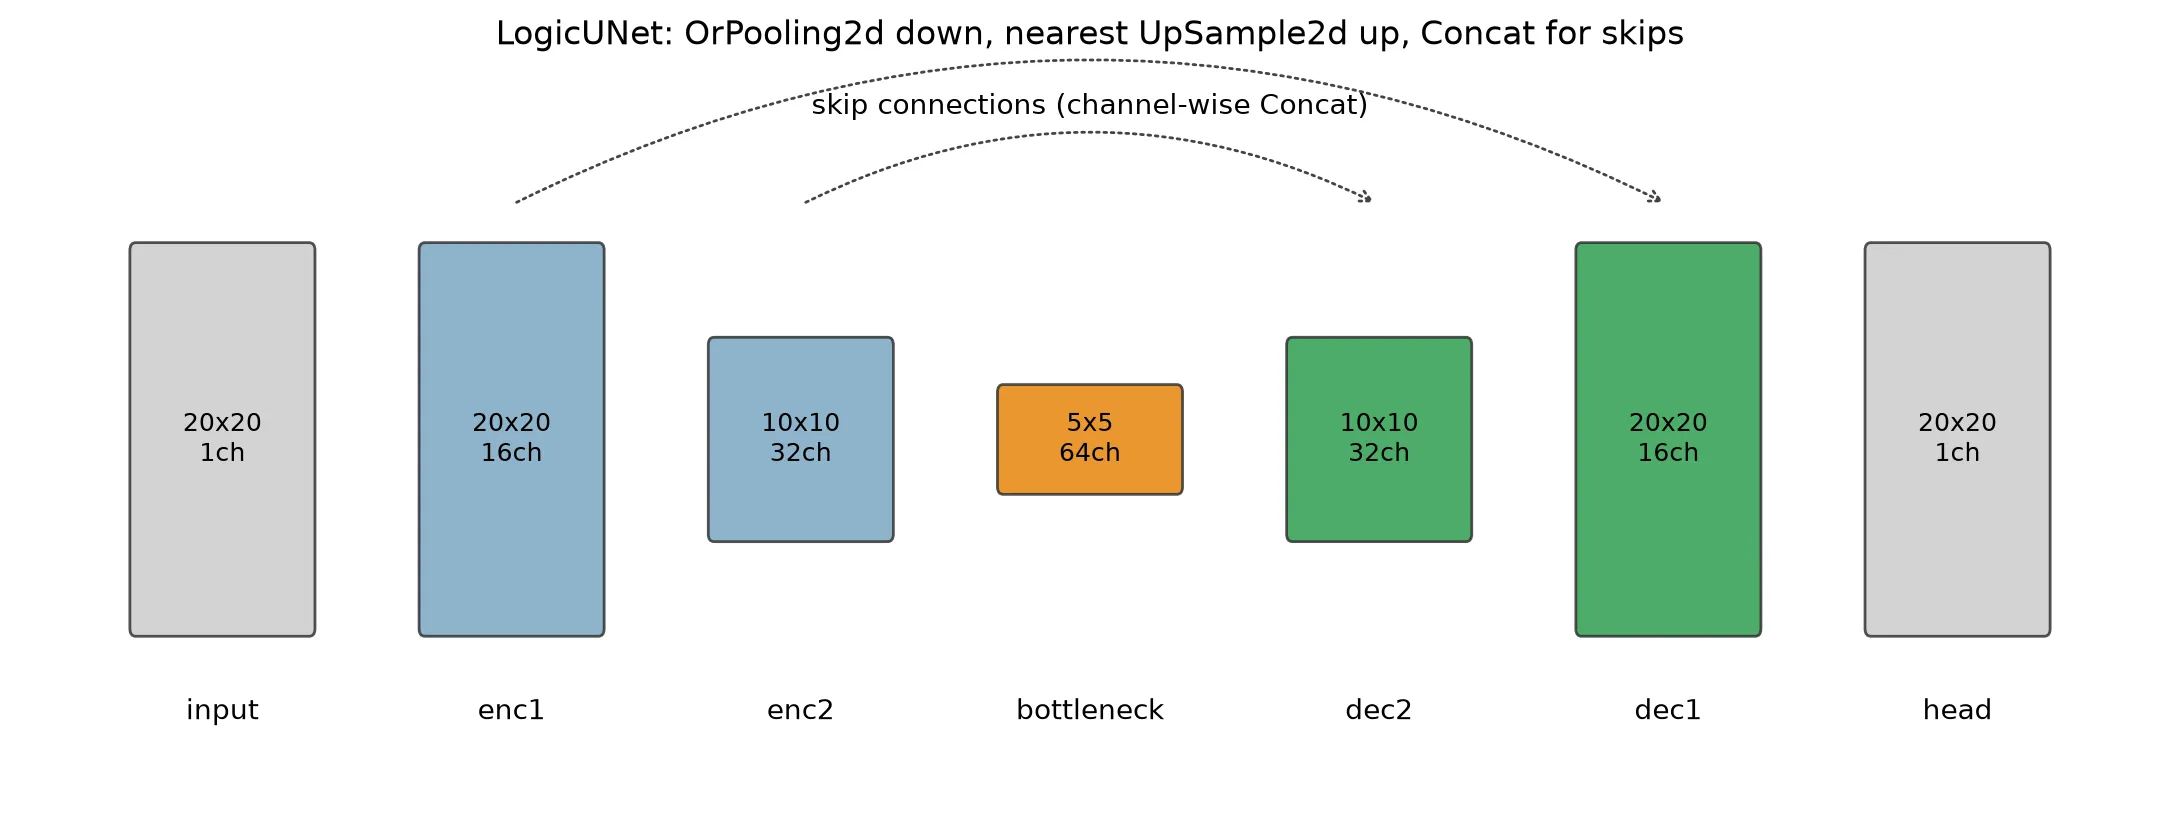 LogicUNet: OrPooling2d down, nearest UpSample2d up, Concat for skips
skip connections (channel-wise Concat)
20x20
1ch
20x20
16ch
10x10
32ch
5x5
64ch
10x10
32ch
20x20
16ch
20x20
1ch
input
enc1
enc2
bottleneck
dec2
dec1
head